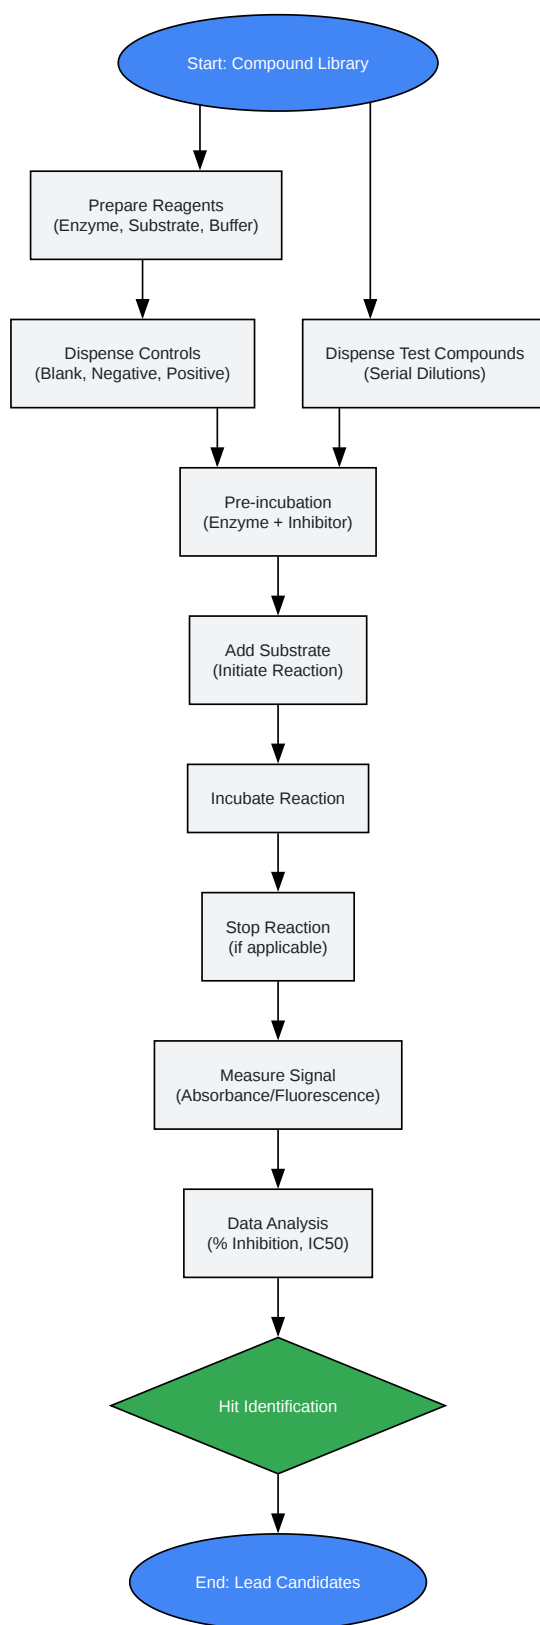 Start: Compound Library
Prepare Reagents
(Enzyme, Substrate, Buffer)
Dispense Controls
(Blank, Negative, Positive)
Dispense Test Compounds
(Serial Dilutions)
Pre-incubation
(Enzyme + Inhibitor)
Add Substrate
(Initiate Reaction)
Incubate Reaction
Stop Reaction
(if applicable)
Measure Signal
(Absorbance/Fluorescence)
Data Analysis
(% Inhibition, IC50)
Hit Identification
End: Lead Candidates